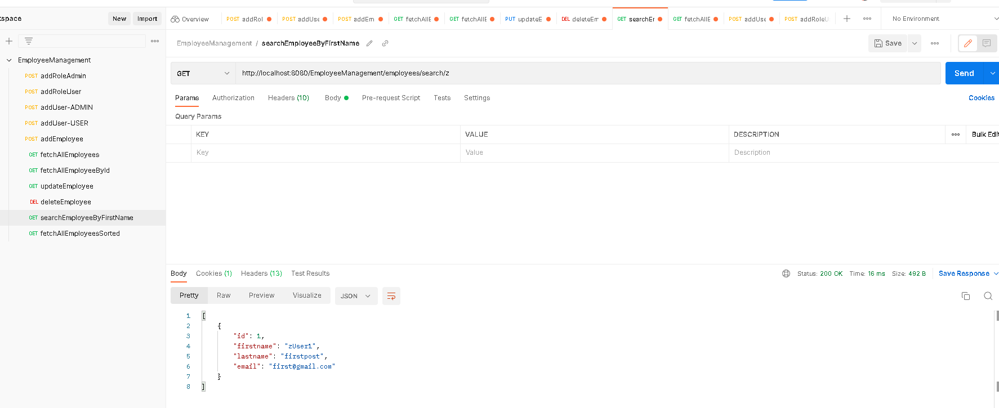 kspace
New Import
Overview
POST addRol
POST addUse
POST addEm
GET fetchAllE
GET fetchAllE
PUT updateE
DEL deleteEm
GET searchEr
GET fetchAllE
POST addUse
POST addRoleU
No Environment
EmployeeManagement / searchEmployeeByFirstName
Save
EmployeeManagement
POST addRoleAdmin
POST addRoleUser
POST addUser-ADMIN
POST addUser-USER
POST addEmployee
GET fetchAllEmployees
GET fetchAllEmployeeById
GET updateEmployee
DEL deleteEmployee
GET searchEmployeeByFirstName
GET fetchAllEmployeesSorted
GET http://localhost:8080/EmployeeManagement/employees/search/z
Send
Params Authorization Headers (10) Body Pre-request Script Tests Settings
Cookies
Query Params
KEY VALUE DESCRIPTION
Bulk Edit
Key Value Description
Body Cookies (1) Headers (13) Test Results
Status: 200 OK Time: 16 ms Size: 492 B
Save Response
Pretty Raw Preview Visualize JSON
1 [
2 {
3 "id": 1,
4 "firstname": "zUser1",
5 "lastname": "firstpost",
6 "email": "first@gmail.com"
7 }
8 ]